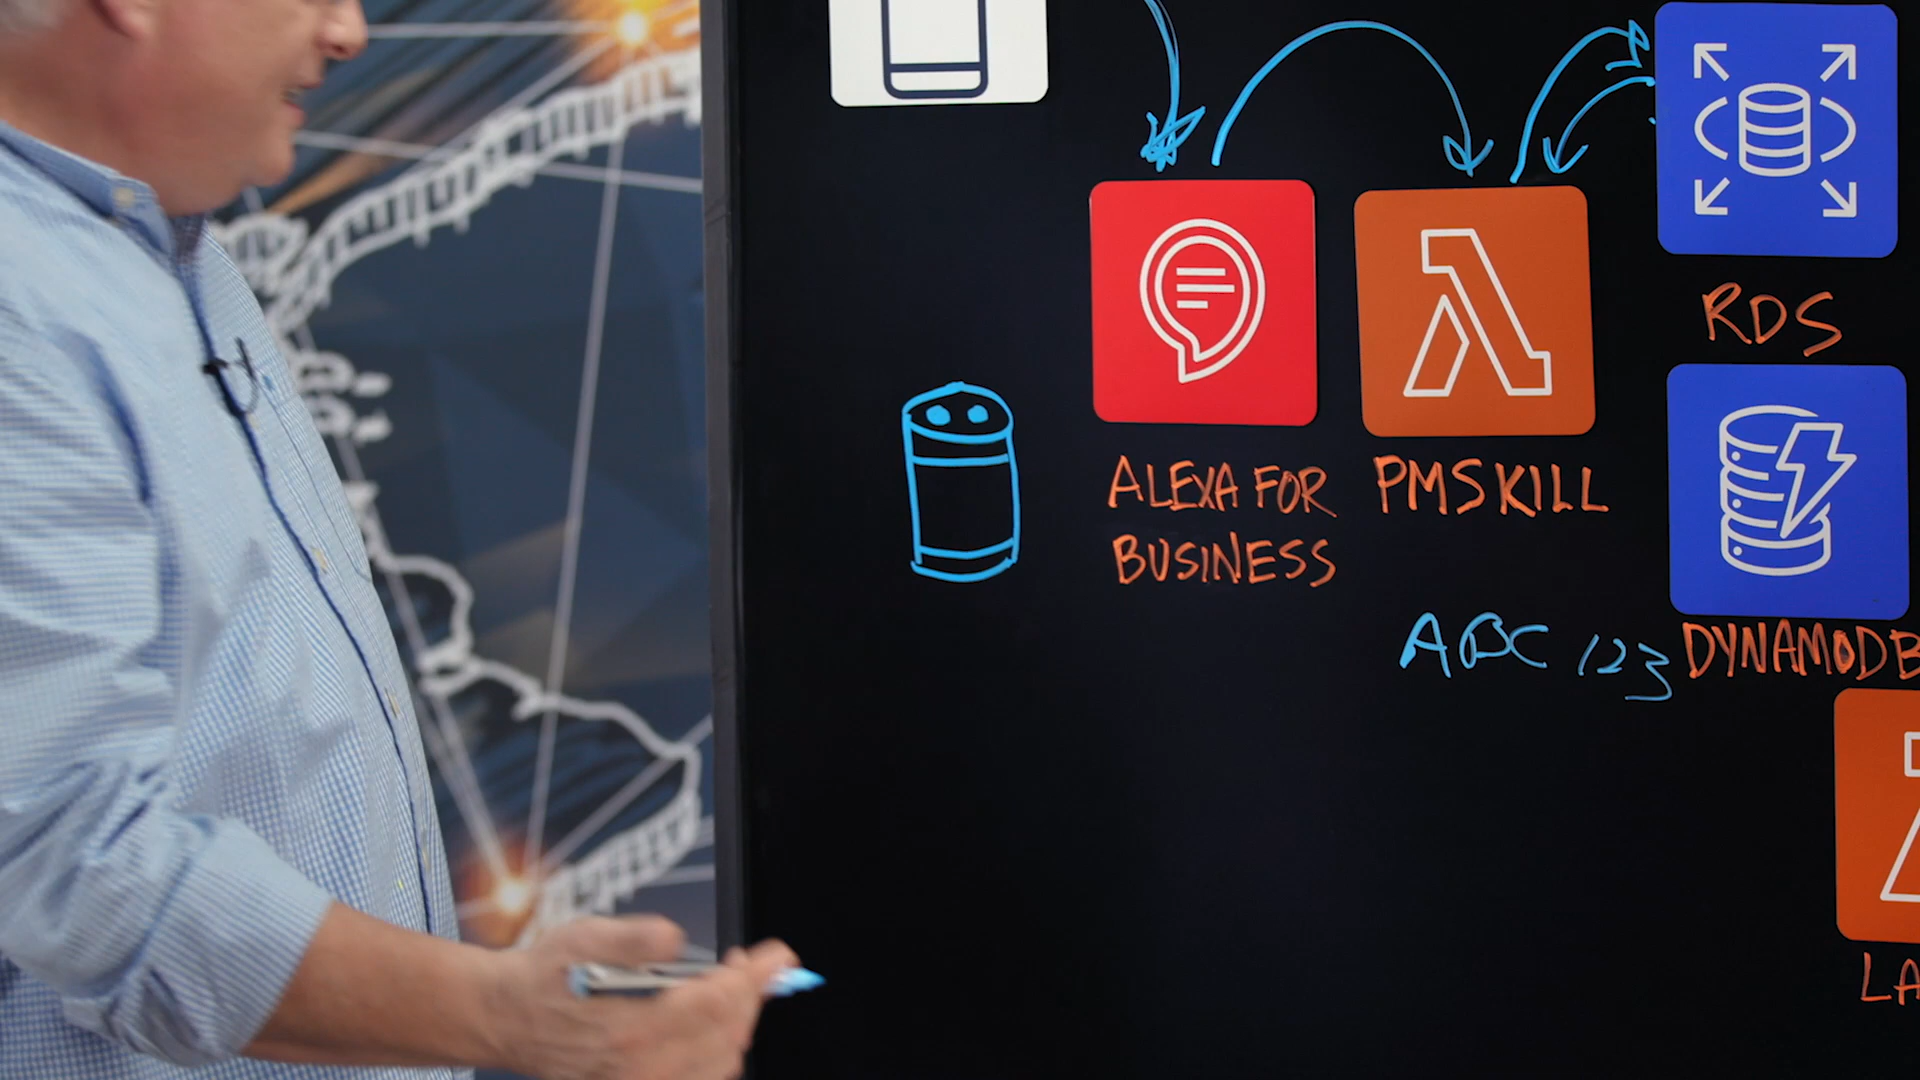 RDS
ALEXA FOR
BUSINESS
PMSKILL
ABC 123
DYNAMODB
LA